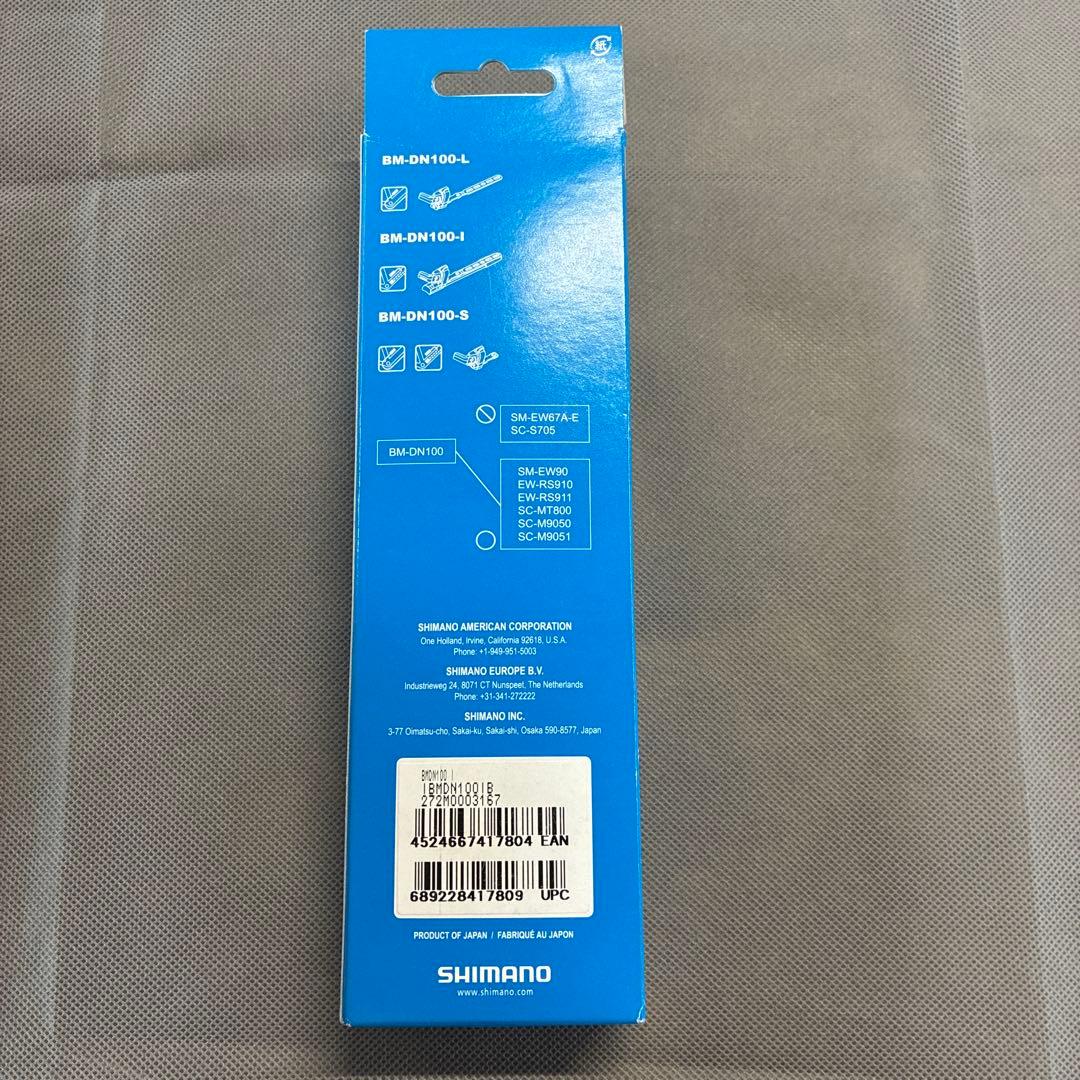 紙
BM-DN100-L
BM-DN100-I
BM-DN100-S
SM-EW67A-E
SC-S705
BM-DN100
SM-EW90
EW-RS910
EW-RS911
SC-MT800
SC-M9050
SC-M9051
SHIMANO AMERICAN CORPORATION
One Holland, Irvine, California 92618, U.S.A.
Phone: +1-949-951-5003
SHIMANO EUROPE B.V.
Industrieweg 24, 8071 CT Nunspeet, The Netherlands
Phone: +31-341-272222
SHIMANO INC.
3-77 Oimatsu-cho, Sakai-ku, Sakai-shi, Osaka 590-8577, Japan
BMDN100 I
IBMDN100IB
272M0003167
4524667417804 EAN
689228417809 UPC
PRODUCT OF JAPAN / FABRIQUÉ AU JAPON
SHIMANO
www.shimano.com